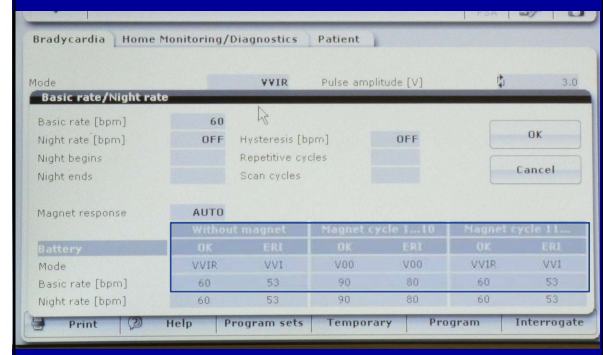 Bradycardia Home Monitoring/Diagnostics Patient
Mode VVIR Pulse amplitude [V] 3.0
Basic rate/Night rate
Basic rate [bpm] 60
Night rate [bpm] OFF Hysteresis [bpm] OFF OK
Night begins Repetitive cycles
Night ends Scan cycles Cancel
Magnet response AUTO
Without magnet Magnet cycle 1...10 Magnet cycle 11...
Battery OK ERI OK ERI OK ERI
Mode VVIR VVI V00 V00 VVIR VVI
Basic rate [bpm] 60 53 90 80 60 53
Night rate [bpm] 60 53 90 80 60 53
Print Help Program sets Temporary Program Interrogate